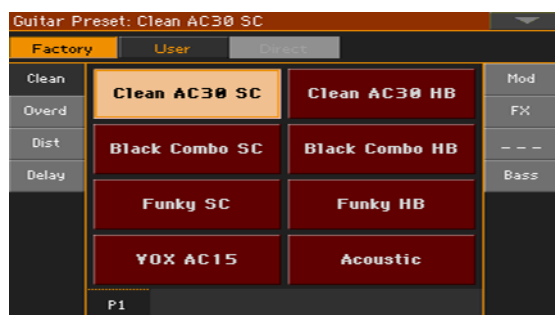 Guitar Preset: Clean AC30 SC
Factory User Direct
Clean
Overd
Dist
Delay
Clean AC30 SC Clean AC30 HB
Black Combo SC Black Combo HB
Funky SC Funky HB
VOX AC15 Acoustic
Mod
FX
---
Bass
P1